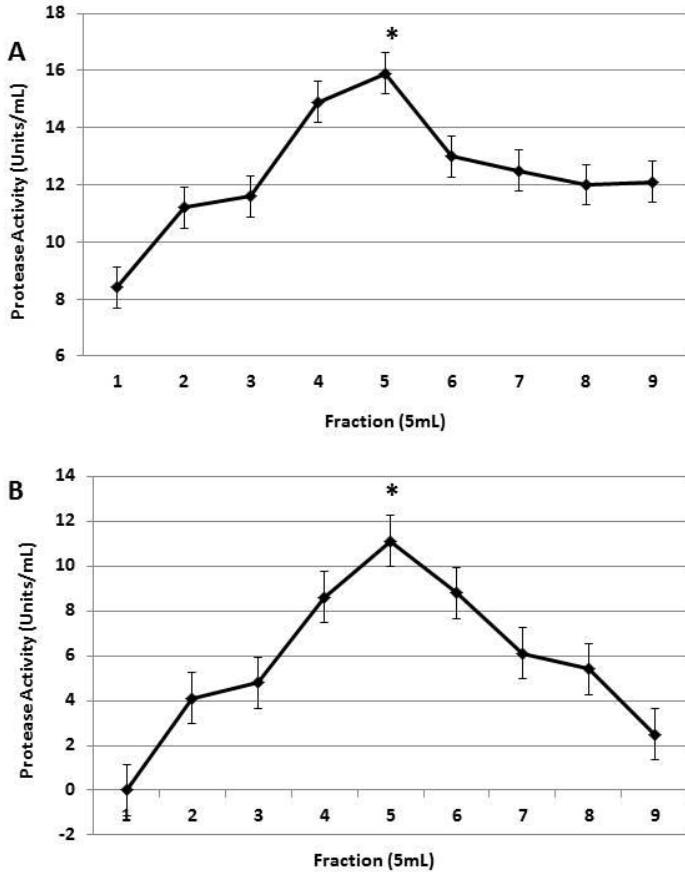 A
*
Protease Activity (Units/mL)
18
16
14
12
10
8
6
1 2 3 4 5 6 7 8 9
Fraction (5mL)
B
*
Protease Activity (Units/mL)
14
12
10
8
6
4
2
0
-2
1 2 3 4 5 6 7 8 9
Fraction (5mL)